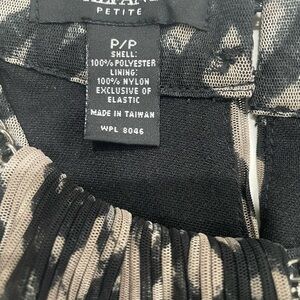 PETITE
P/P
SHELL:
100% POLYESTER
LINING:
100% NYLON
EXCLUSIVE OF
ELASTIC
MADE IN TAIWAN
WPL 8046